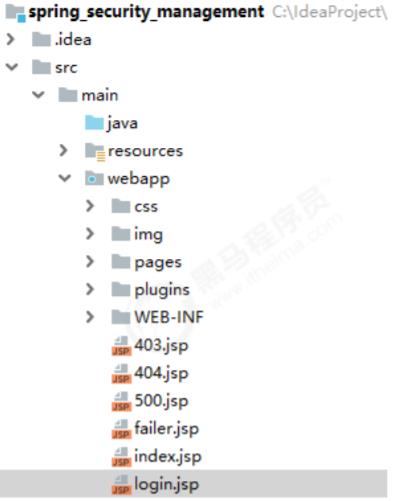 spring_security_management C:\IdeaProject\
.idea
src
main
java
resources
webapp
css
img
pages
plugins
WEB-INF
JSP 403.jsp
JSP 404.jsp
JSP 500.jsp
JSP failer.jsp
JSP index.jsp
JSP login.jsp
黑马程序员
www.itheima.com